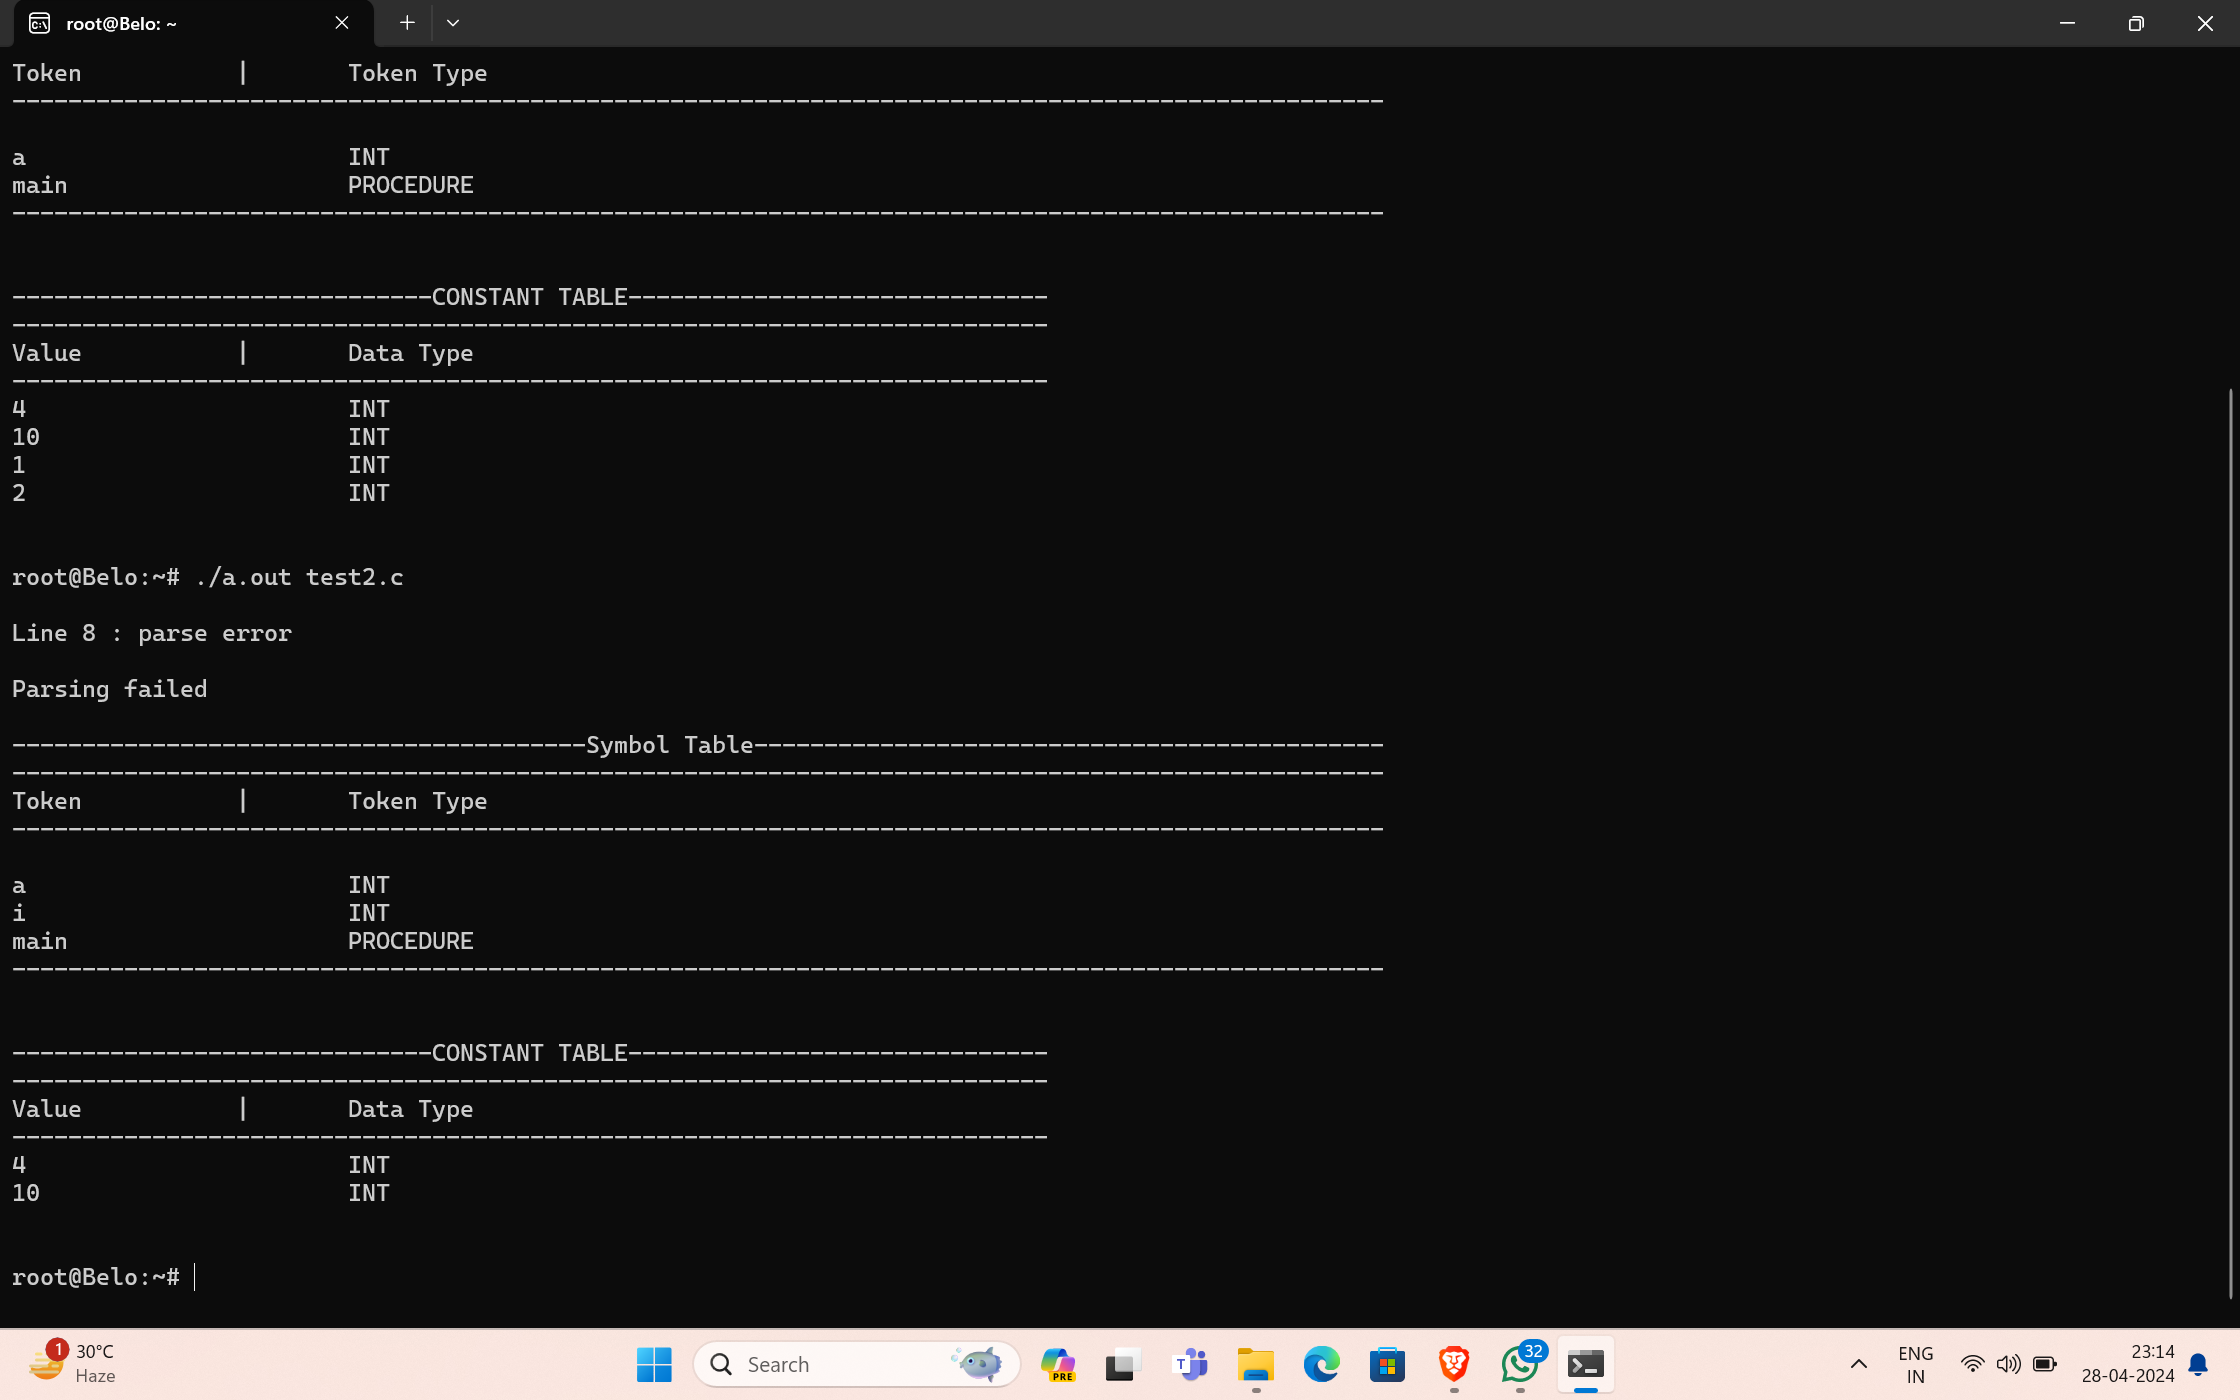 root@Belo: ~
Token | Token Type
--------------------------------------------------------------------------------------------------
a INT
main PROCEDURE
--------------------------------------------------------------------------------------------------
------------------------------CONSTANT TABLE------------------------------
--------------------------------------------------------------------------
Value | Data Type
--------------------------------------------------------------------------
4 INT
10 INT
1 INT
2 INT
root@Belo:~# ./a.out test2.c
Line 8 : parse error
Parsing failed
-----------------------------------------Symbol Table---------------------------------------------
--------------------------------------------------------------------------------------------------
Token | Token Type
--------------------------------------------------------------------------------------------------
a INT
i INT
main PROCEDURE
--------------------------------------------------------------------------------------------------
------------------------------CONSTANT TABLE------------------------------
--------------------------------------------------------------------------
Value | Data Type
--------------------------------------------------------------------------
4 INT
10 INT
root@Belo:~#
1 30°C
Haze
Search
PRE
T
32
ENG
IN
23:14
28-04-2024